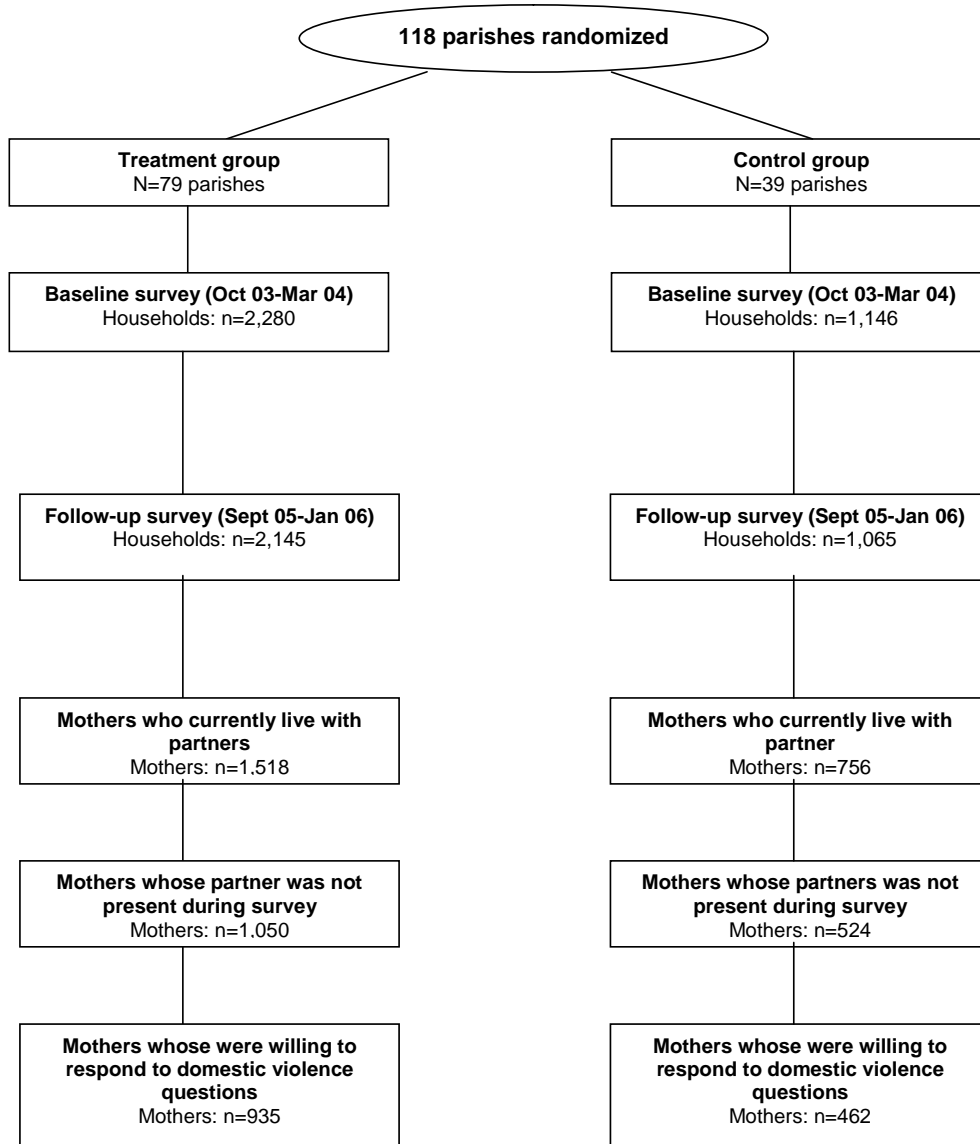 118 parishes randomized
Treatment group
N=79 parishes
Control group
N=39 parishes
Baseline survey (Oct 03-Mar 04)
Households: n=2,280
Baseline survey (Oct 03-Mar 04)
Households: n=1,146
Follow-up survey (Sept 05-Jan 06)
Households: n=2,145
Follow-up survey (Sept 05-Jan 06)
Households: n=1,065
Mothers who currently live with
partners
Mothers: n=1,518
Mothers who currently live with
partner
Mothers: n=756
Mothers whose partner was not
present during survey
Mothers: n=1,050
Mothers whose partners was not
present during survey
Mothers: n=524
Mothers whose were willing to
respond to domestic violence
questions
Mothers: n=935
Mothers whose were willing to
respond to domestic violence
questions
Mothers: n=462